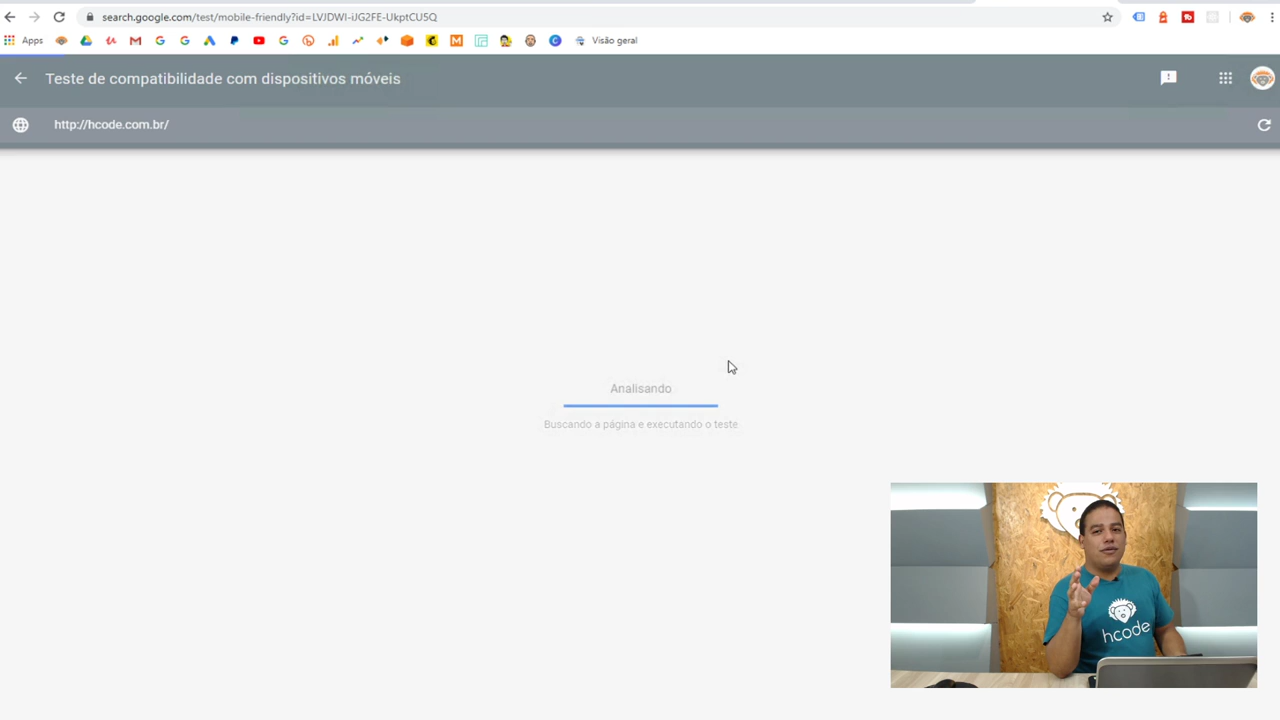 search.google.com/test/mobile-friendly?id=LVJDWI-iJG2FE-UkptCU5Q
Apps
Visão geral
Teste de compatibilidade com dispositivos móveis
http://hcode.com.br/
Analisando
Buscando a página e executando o teste
hcode